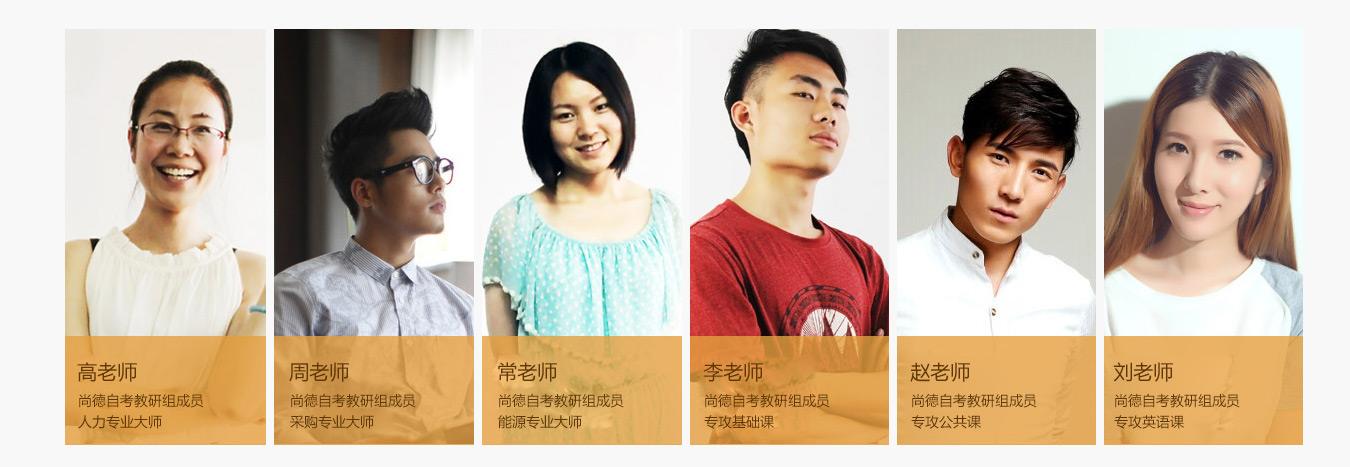 高老师
尚德自考教研组成员
人力专业大师
周老师
尚德自考教研组成员
采购专业大师
常老师
尚德自考教研组成员
能源专业大师
李老师
尚德自考教研组成员
专攻基础课
赵老师
尚德自考教研组成员
专攻公共课
刘老师
尚德自考教研组成员
专攻英语课